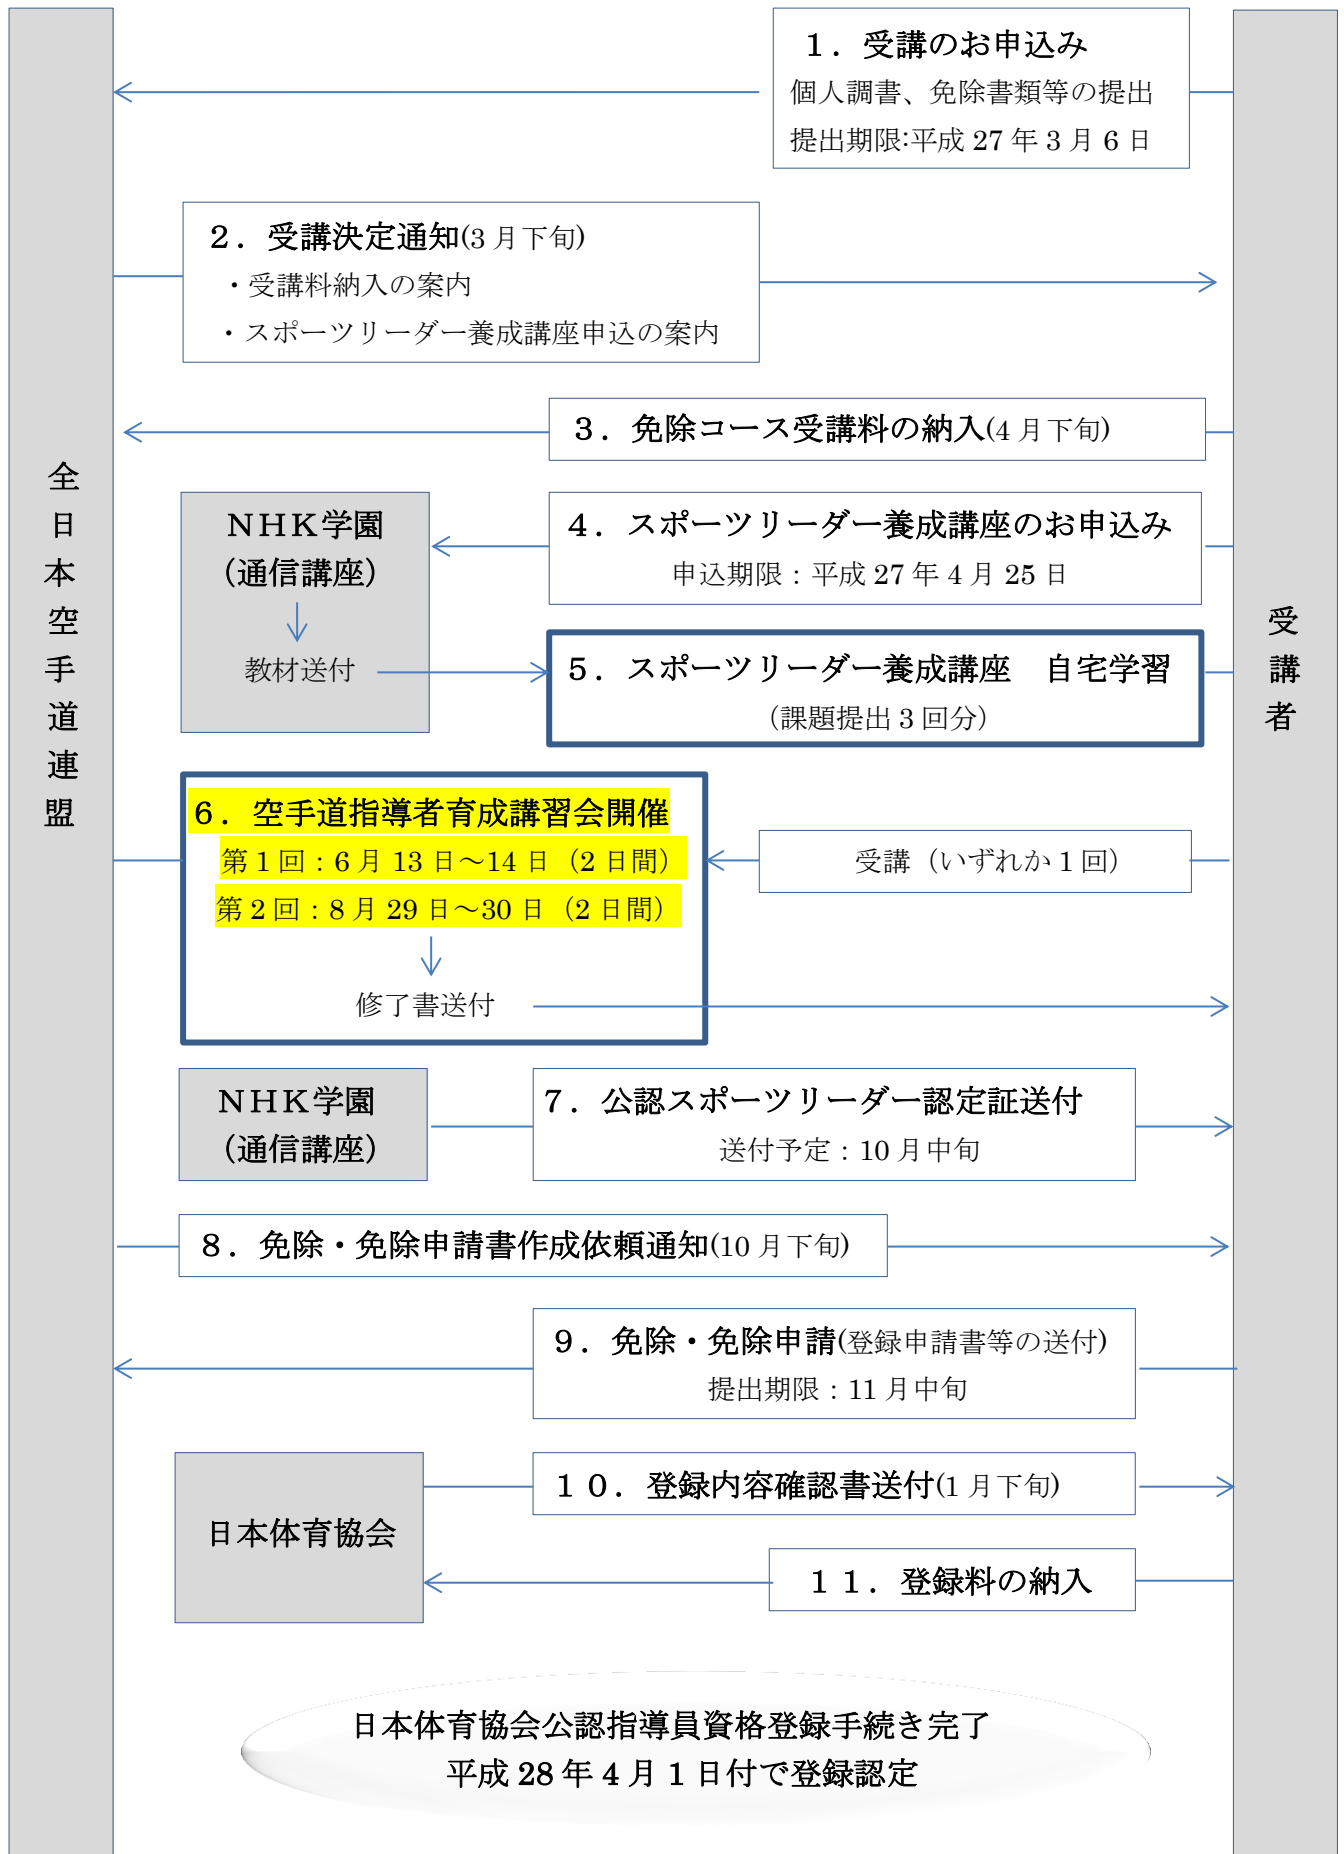 全日本空手道連盟
受講者
１．受講のお申込み
個人調書、免除書類等の提出
提出期限:平成 27 年 3 月 6 日
２．受講決定通知(3 月下旬)
・受講料納入の案内
・スポーツリーダー養成講座申込の案内
３．免除コース受講料の納入(4 月下旬)
ＮＨＫ学園
（通信講座）
教材送付
４．スポーツリーダー養成講座のお申込み
申込期限：平成 27 年 4 月 25 日
５．スポーツリーダー養成講座　自宅学習
（課題提出 3 回分）
６．空手道指導者育成講習会開催
第 1 回：6 月 13 日～14 日（2 日間）
第 2 回：8 月 29 日～30 日（2 日間）
修了書送付
受講（いずれか 1 回）
ＮＨＫ学園
（通信講座）
７．公認スポーツリーダー認定証送付
送付予定：10 月中旬
８．免除・免除申請書作成依頼通知(10 月下旬)
９．免除・免除申請(登録申請書等の送付)
提出期限：11 月中旬
日本体育協会
１０．登録内容確認書送付(1 月下旬)
１１．登録料の納入
日本体育協会公認指導員資格登録手続き完了
平成 28 年 4 月 1 日付で登録認定